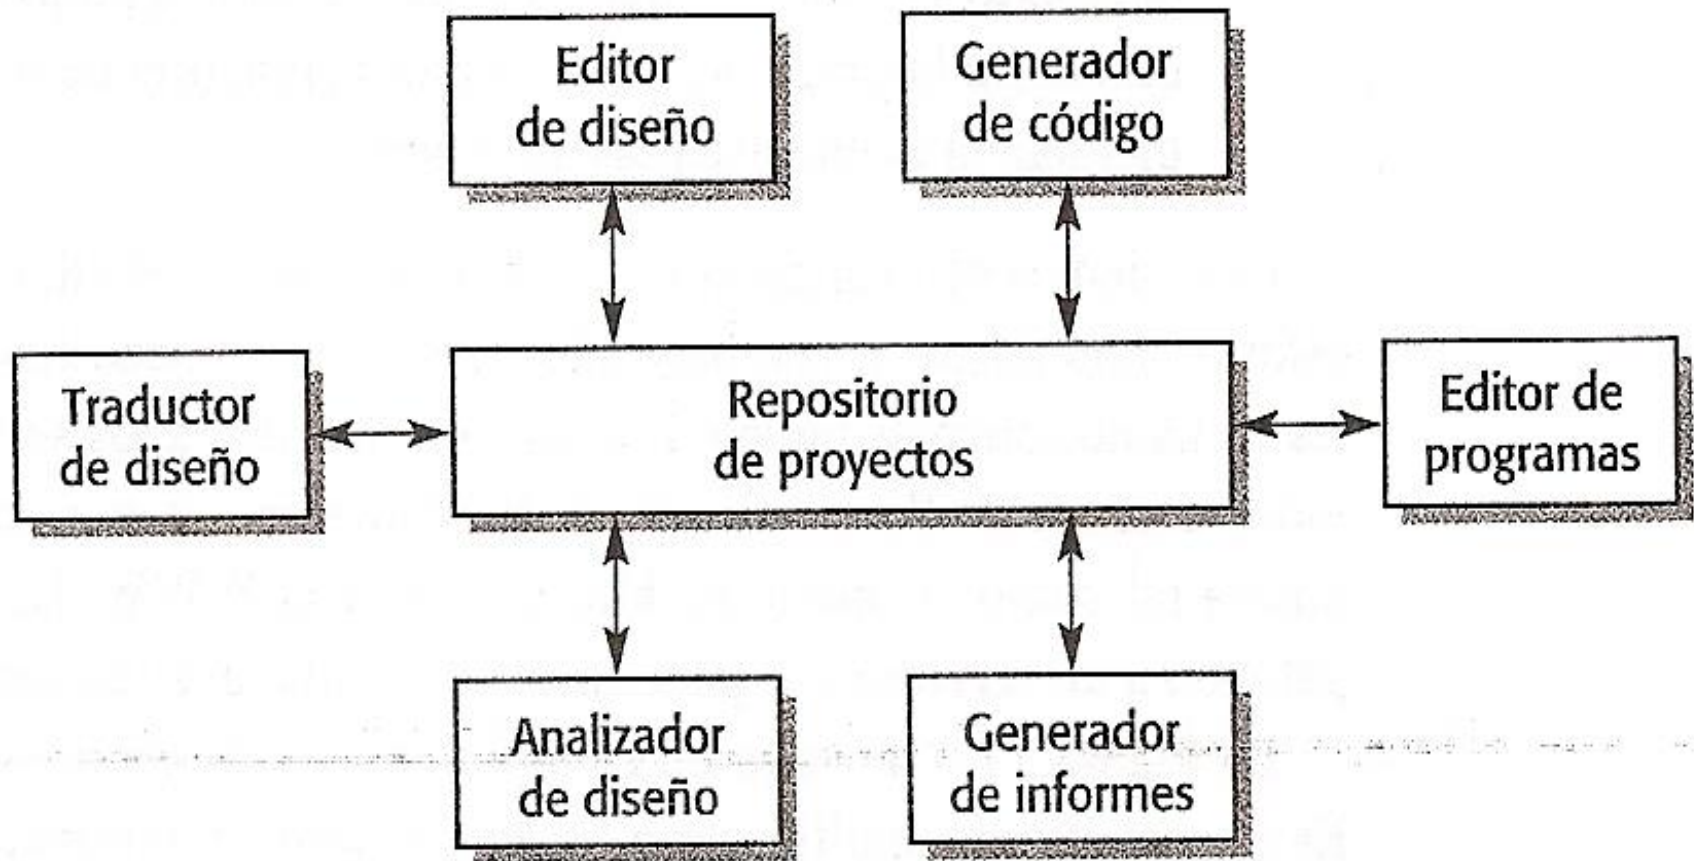 Editor
de diseño
Generador
de código
Traductor
de diseño
Repositorio
de proyectos
Editor de
programas
Analizador
de diseño
Generador
de informes